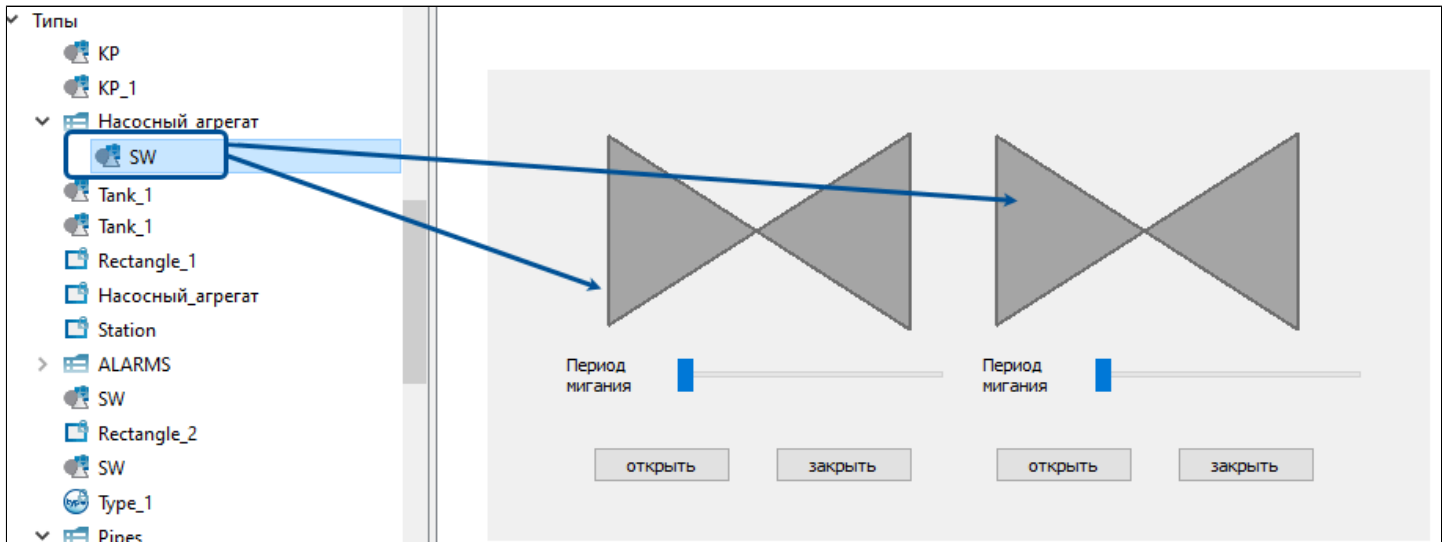 Типы
KP
KP_1
Насосный_агрегат
SW
Tank_1
Tank_1
Rectangle_1
Насосный_агрегат
Station
ALARMS
SW
Rectangle_2
SW
Type_1
Pipes
Период
мигания
Период
мигания
открыть
закрыть
открыть
закрыть